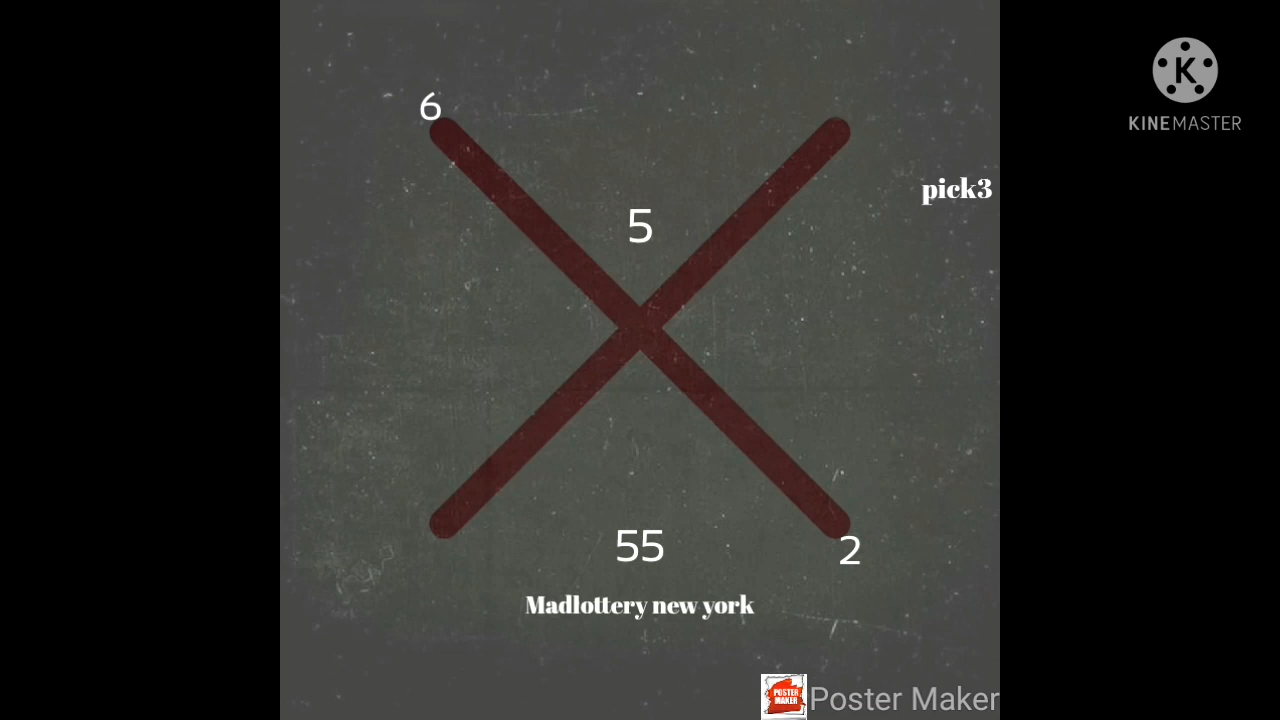 K
KINEMASTER
6
pick3
5
55
2
Madlottery new york
POSTER
MAKER
Poster Maker